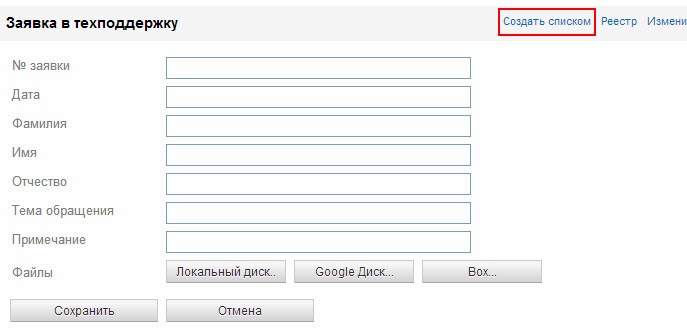 Заявка в техподдержку Создать списком Реестр Измени
№ заявки
Дата
Фамилия
Имя
Отчество
Тема обращения
Примечание
Файлы Локальный диск.. Google Диск... Box...
Сохранить Отмена